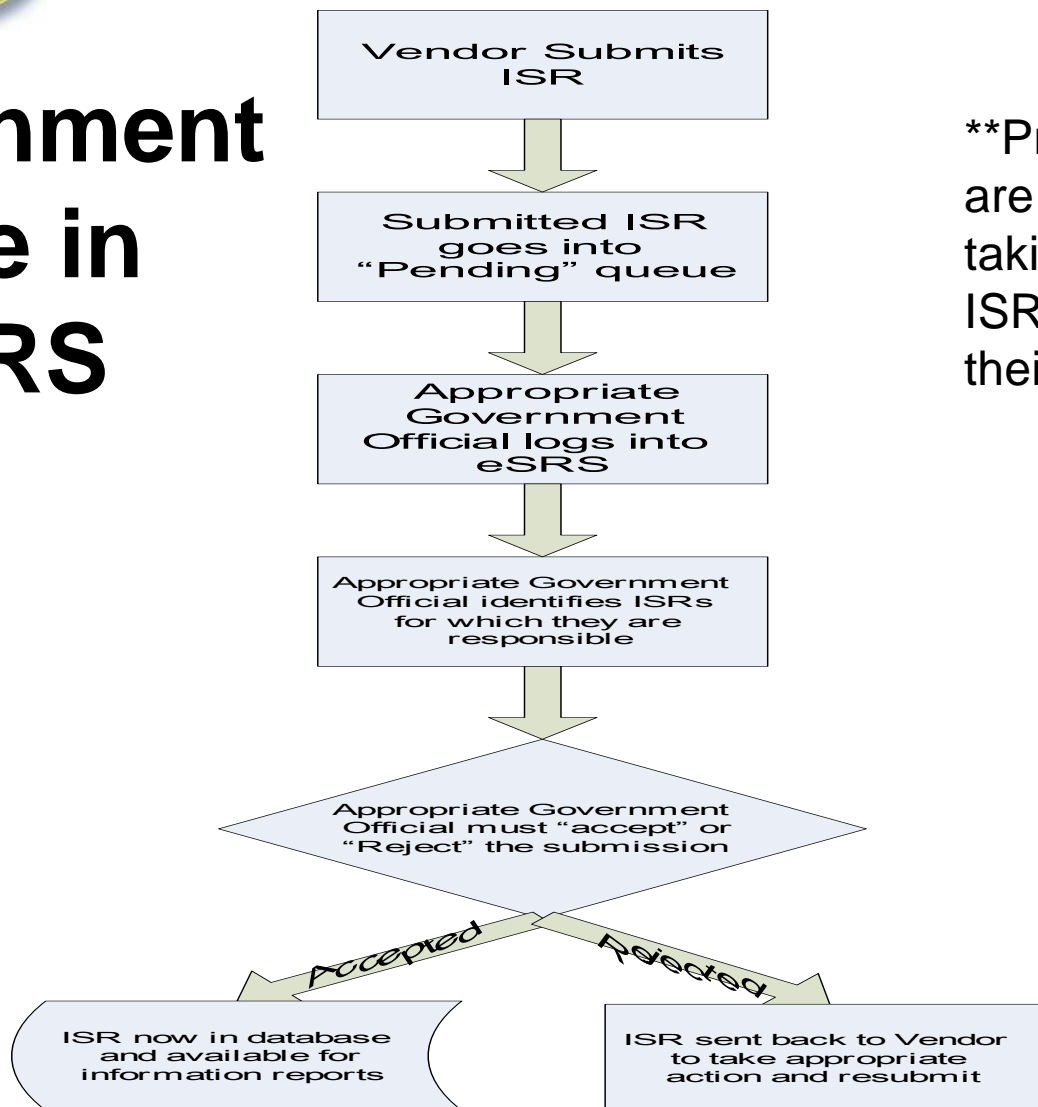 nment
e in
RS
Vendor Submits
ISR
Submitted ISR
goes into
“Pending” queue
Appropriate
Government
Official logs into
eSRS
Appropriate Government
Official identifies ISRs
for which they are
responsible
Appropriate Government
Official must “accept” or
“Reject” the submission
Accepted
Rejected
ISR now in database
and available for
information reports
ISR sent back to Vendor
to take appropriate
action and resubmit
**Pr
are
taki
ISR
thei